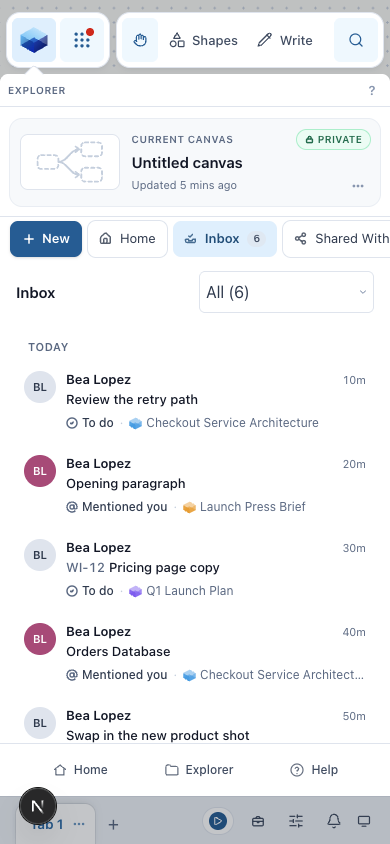 Shapes
Write
EXPLORER
?
CURRENT CANVAS
PRIVATE
Untitled canvas
Updated 5 mins ago
+ New
Home
Inbox 6
Shared With
Inbox
All (6)
TODAY
BL
Bea Lopez
10m
Review the retry path
To do · Checkout Service Architecture
BL
Bea Lopez
20m
Opening paragraph
@ Mentioned you · Launch Press Brief
BL
Bea Lopez
30m
WI-12 Pricing page copy
To do · Q1 Launch Plan
BL
Bea Lopez
40m
Orders Database
@ Mentioned you · Checkout Service Architect...
BL
Bea Lopez
50m
Swap in the new product shot
Home
Explorer
Help
N
Tab 1
+